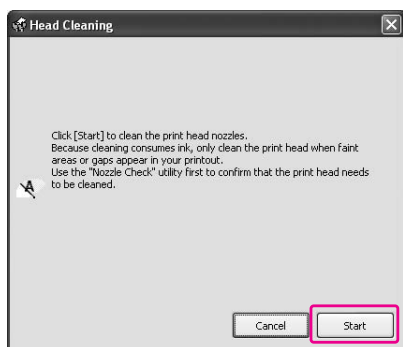 Head Cleaning
Click [Start] to clean the print head nozzles.
Because cleaning consumes ink, only clean the print head when faint
areas or gaps appear in your printout.
Use the "Nozzle Check" utility first to confirm that the print head needs
to be cleaned.
A
Cancel Start